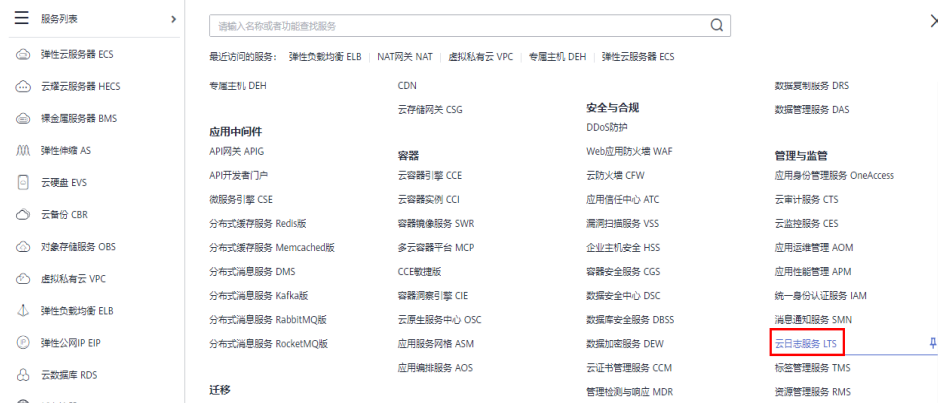 服务列表
弹性云服务器 ECS
云耀云服务器 HECS
裸金属服务器 BMS
弹性伸缩 AS
云硬盘 EVS
云备份 CBR
对象存储服务 OBS
虚拟私有云 VPC
弹性负载均衡 ELB
弹性公网IP EIP
云数据库 RDS
请输入名称或者功能查找服务
最近访问的服务： 弹性负载均衡 ELB | NAT网关 NAT | 虚拟私有云 VPC | 专属主机 DEH | 弹性云服务器 ECS
专属主机 DEH
应用中间件
API网关 APIG
API开发者门户
微服务引擎 CSE
分布式缓存服务 Redis版
分布式缓存服务 Memcached版
分布式消息服务 DMS
分布式消息服务 Kafka版
分布式消息服务 RabbitMQ版
分布式消息服务 RocketMQ版
迁移
CDN
云存储网关 CSG
容器
云容器引擎 CCE
云容器实例 CCI
容器镜像服务 SWR
多云容器平台 MCP
CCE敏捷版
容器洞察引擎 CIE
云原生服务中心 OSC
应用服务网格 ASM
应用编排服务 AOS
安全与合规
DDoS防护
Web应用防火墙 WAF
云防火墙 CFW
应用信任中心 ATC
漏洞扫描服务 VSS
企业主机安全 HSS
容器安全服务 CGS
数据安全中心 DSC
数据库安全服务 DBSS
数据加密服务 DEW
云证书管理服务 CCM
管理检测与响应 MDR
数据复制服务 DRS
数据管理服务 DAS
管理与监管
应用身份管理服务 OneAccess
云审计服务 CTS
云监控服务 CES
应用运维管理 AOM
应用性能管理 APM
统一身份认证服务 IAM
消息通知服务 SMN
云日志服务 LTS
标签管理服务 TMS
资源管理服务 RMS